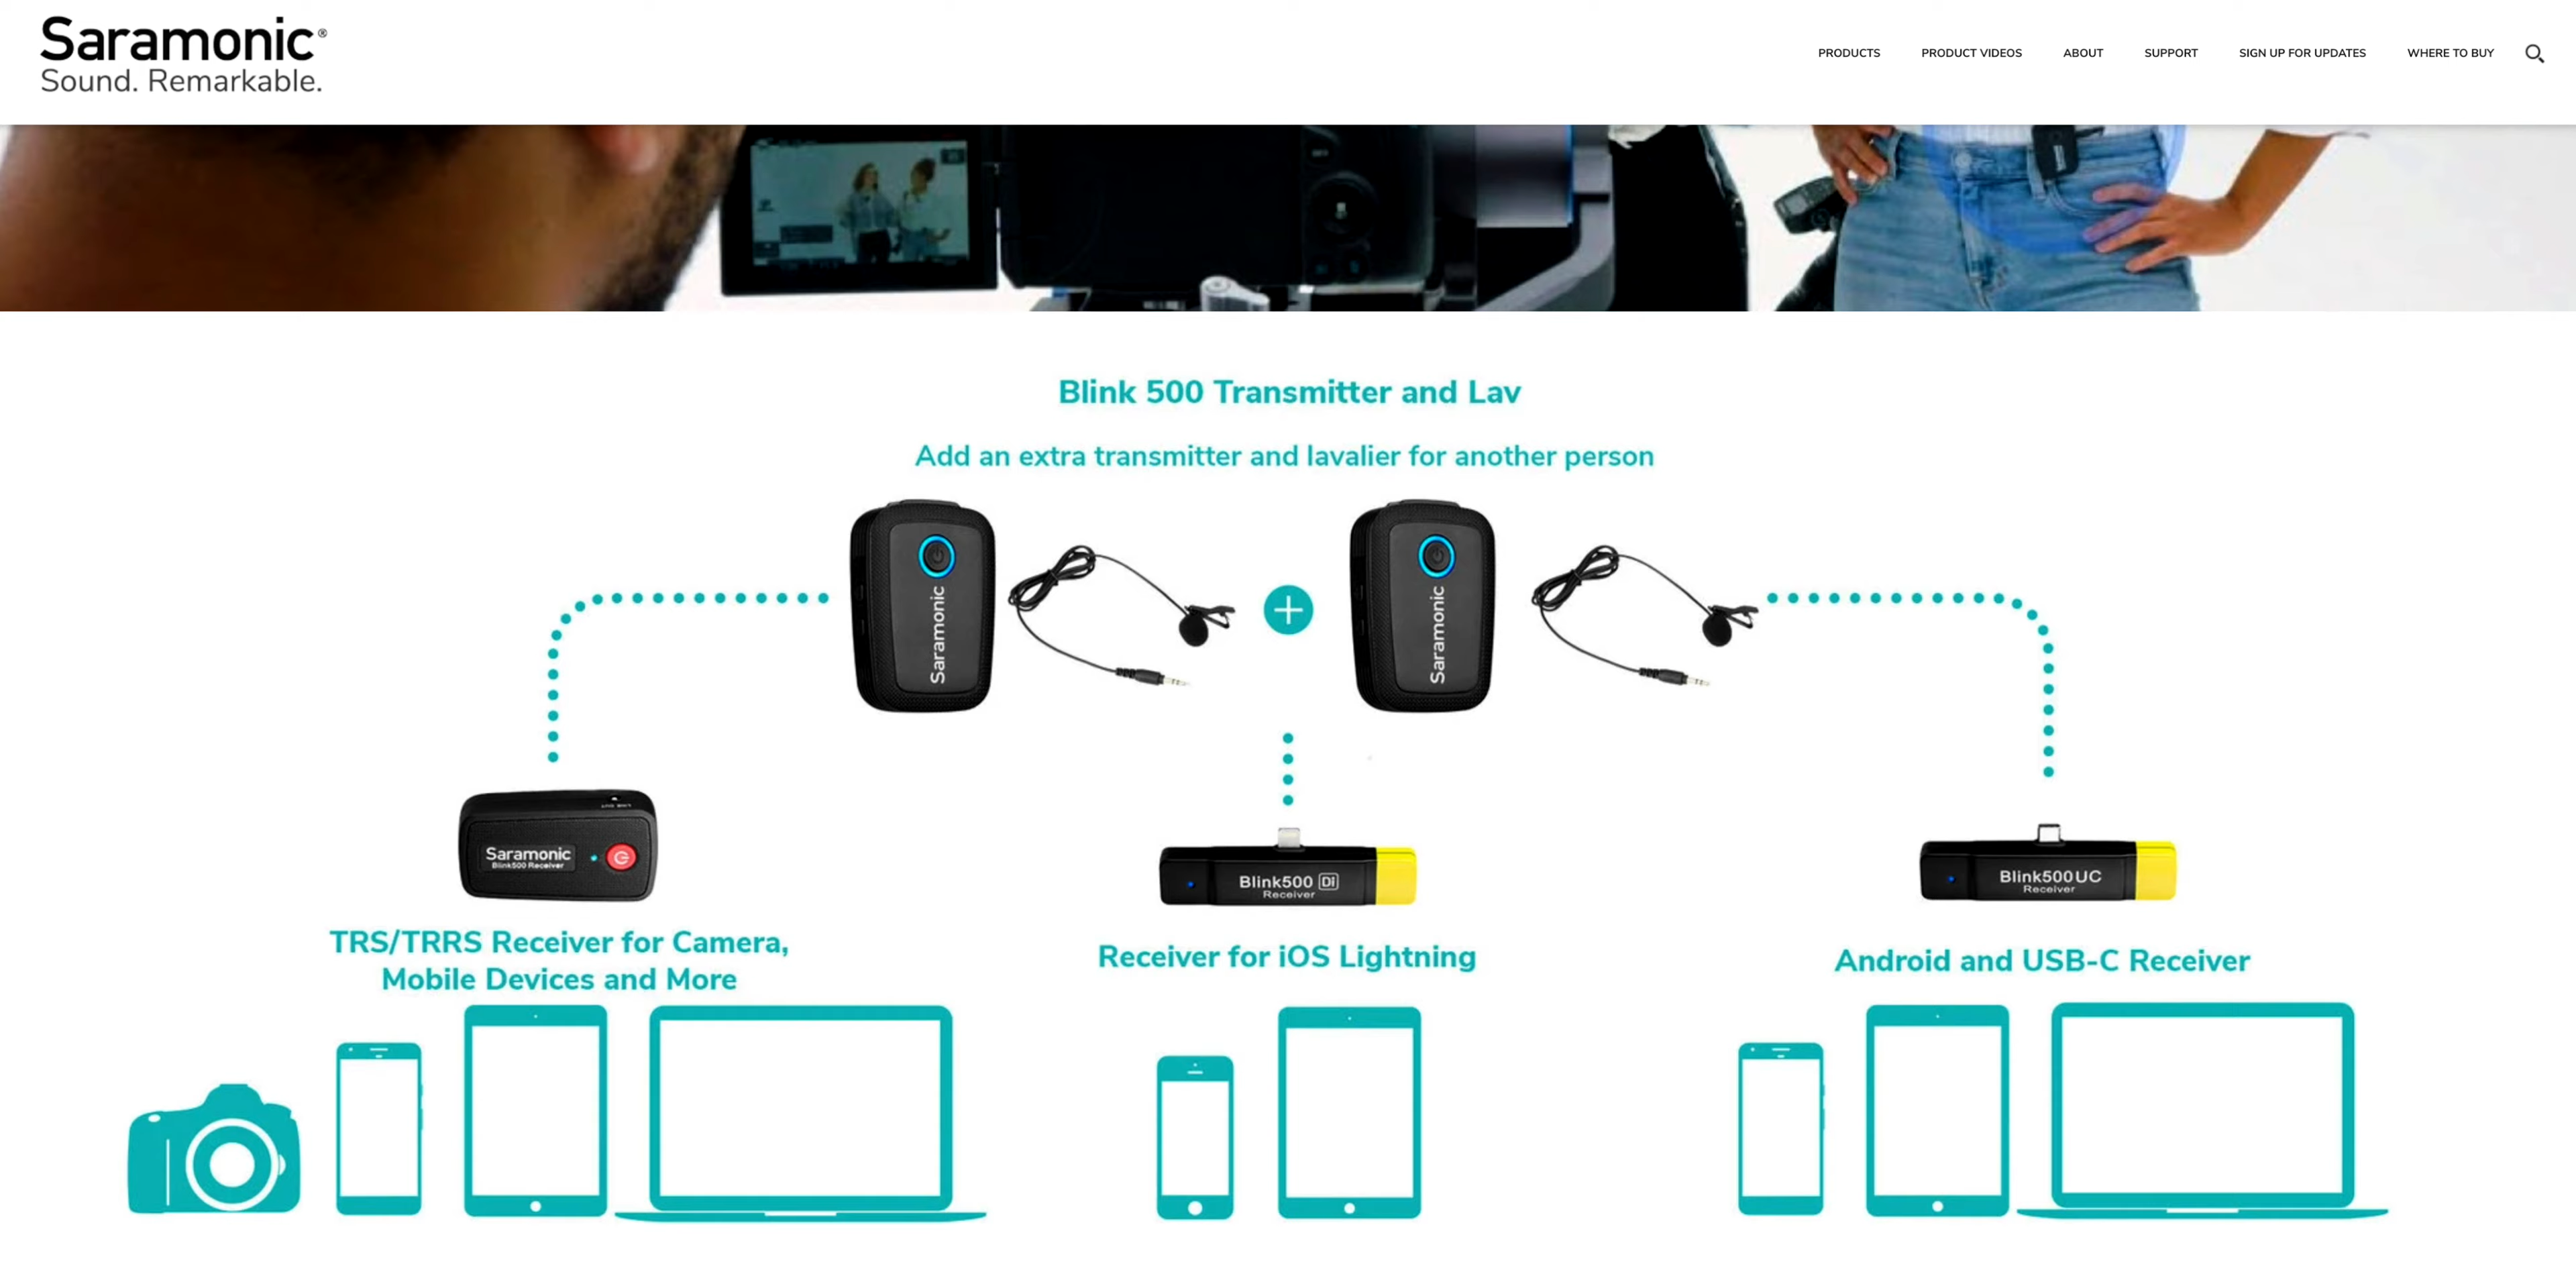 Saramonic®
Sound. Remarkable.
PRODUCTS PRODUCT VIDEOS ABOUT SUPPORT SIGN UP FOR UPDATES WHERE TO BUY
Blink 500 Transmitter and Lav
Add an extra transmitter and lavalier for another person
Saramonic
Saramonic
Saramonic
Blink500 Receiver
Blink500 Di
Receiver
Blink500UC
Receiver
TRS/TRRS Receiver for Camera,
Mobile Devices and More
Receiver for iOS Lightning
Android and USB-C Receiver